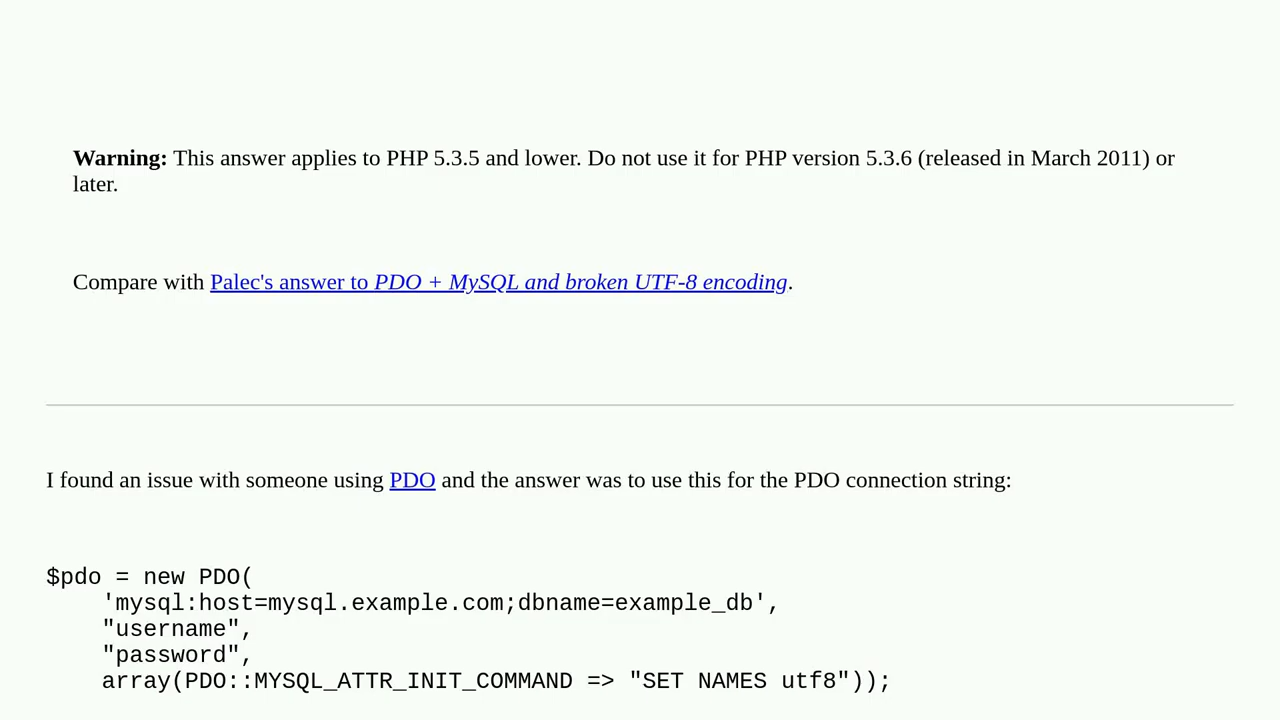 Warning: This answer applies to PHP 5.3.5 and lower. Do not use it for PHP version 5.3.6 (released in March 2011) or
later.
Compare with Palec's answer to PDO + MySQL and broken UTF-8 encoding.
I found an issue with someone using PDO and the answer was to use this for the PDO connection string:
$pdo = new PDO(
    'mysql:host=mysql.example.com;dbname=example_db',
    "username",
    "password",
    array(PDO::MYSQL_ATTR_INIT_COMMAND => "SET NAMES utf8"));